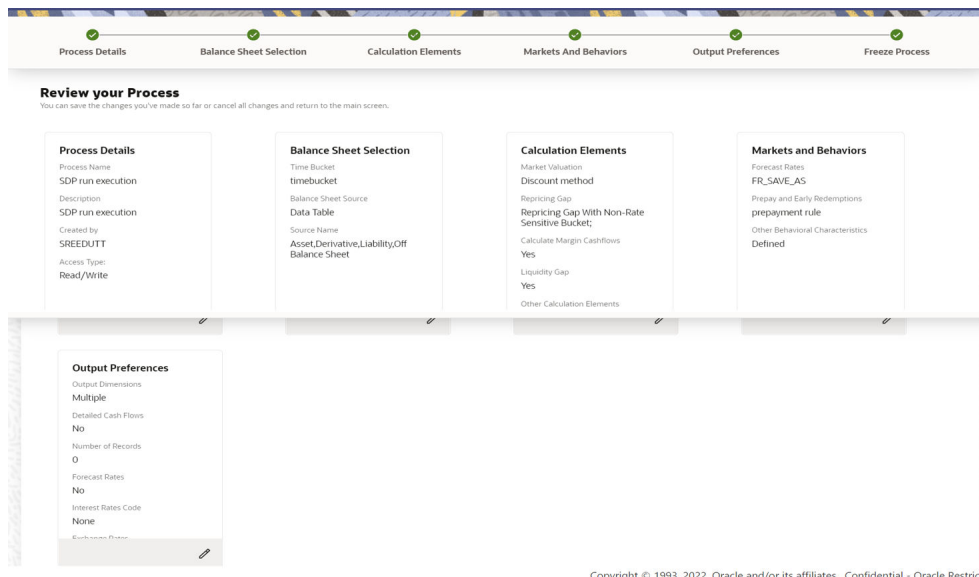 Process Details
Balance Sheet Selection
Calculation Elements
Markets And Behaviors
Output Preferences
Freeze Process
Review your Process
You can save the changes you've made so far or cancel all changes and return to the main screen.
Process Details
Process Name
SDP run execution
Description
SDP run execution
Created by
SREEDUTT
Access Type:
Read/Write
Balance Sheet Selection
Time Bucket
timebucket
Balance Sheet Source
Data Table
Source Name
Asset,Derivative,Liability,Off
Balance Sheet
Calculation Elements
Market Valuation
Discount method
Repricing Gap
Repricing Gap With Non-Rate
Sensitive Bucket;
Calculate Margin Cashflows
Yes
Liquidity Gap
Yes
Other Calculation Elements
Markets and Behaviors
Forecast Rates
FR_SAVE_AS
Prepay and Early Redemptions
prepayment rule
Other Behavioral Characteristics
Defined
Output Preferences
Output Dimensions
Multiple
Detailed Cash Flows
No
Number of Records
0
Forecast Rates
No
Interest Rates Code
None
Exchange Rates
Copyright © 1993, 2022, Oracle and/or its affiliates. Confidential - Oracle Restric